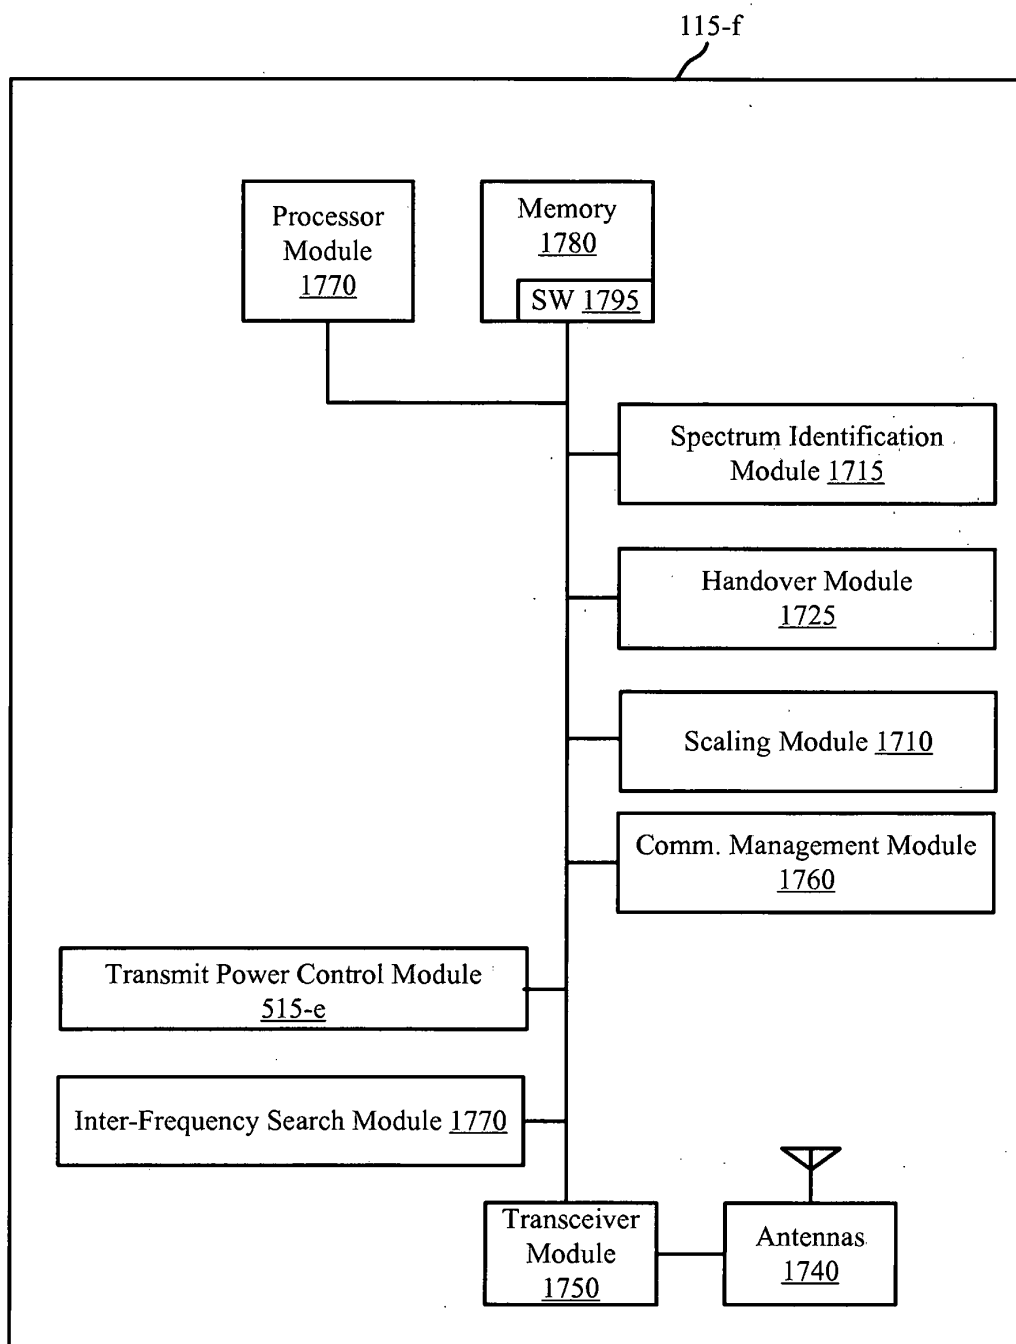 115-f
Processor
Module
1770
Memory
1780
SW 1795
Spectrum Identification
Module 1715
Handover Module
1725
Scaling Module 1710
Comm. Management Module
1760
Transmit Power Control Module
515-e
Inter-Frequency Search Module 1770
Transceiver
Module
1750
Antennas
1740